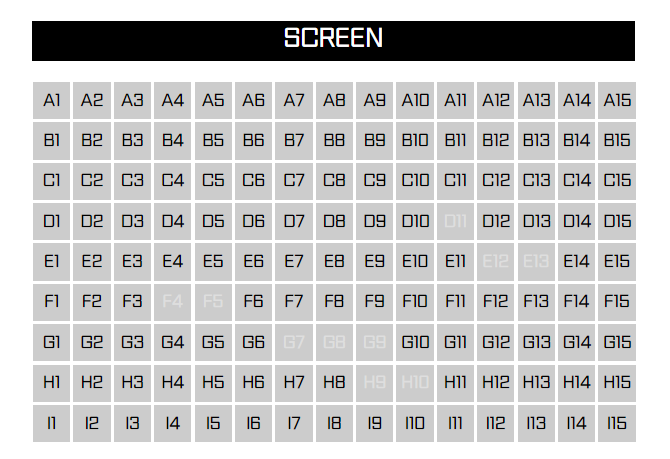 SCREEN
A1 A2 A3 A4 A5 A6 A7 A8 A9 A10 A11 A12 A13 A14 A15
B1 B2 B3 B4 B5 B6 B7 B8 B9 B10 B11 B12 B13 B14 B15
C1 C2 C3 C4 C5 C6 C7 C8 C9 C10 C11 C12 C13 C14 C15
D1 D2 D3 D4 D5 D6 D7 D8 D9 D10 D11 D12 D13 D14 D15
E1 E2 E3 E4 E5 E6 E7 E8 E9 E10 E11 E12 E13 E14 E15
F1 F2 F3 F4 F5 F6 F7 F8 F9 F10 F11 F12 F13 F14 F15
G1 G2 G3 G4 G5 G6 G7 G8 G9 G10 G11 G12 G13 G14 G15
H1 H2 H3 H4 H5 H6 H7 H8 H9 H10 H11 H12 H13 H14 H15
I1 I2 I3 I4 I5 I6 I7 I8 I9 I10 I11 I12 I13 I14 I15